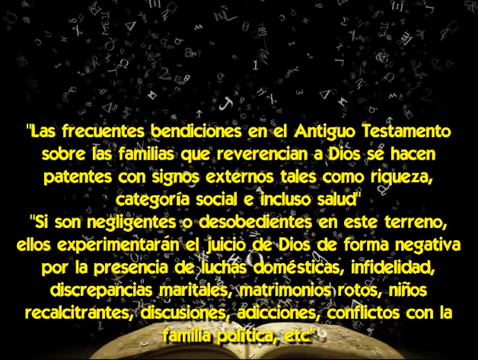 "Las frecuentes bendiciones en el Antiguo Testamento
sobre las familias que reverencian a Dios se hacen
patentes con signos externos tales como riqueza,
categoría social e incluso salud"
"Si son negligentes o desobedientes en este terreno,
ellos experimentarán el juicio de Dios de forma negativa
por la presencia de luchas domésticas, infidelidad,
discrepancias maritales, matrimonios rotos, niños
recalcitrantes, discusiones, adicciones, conflictos con la
familia política, etc"